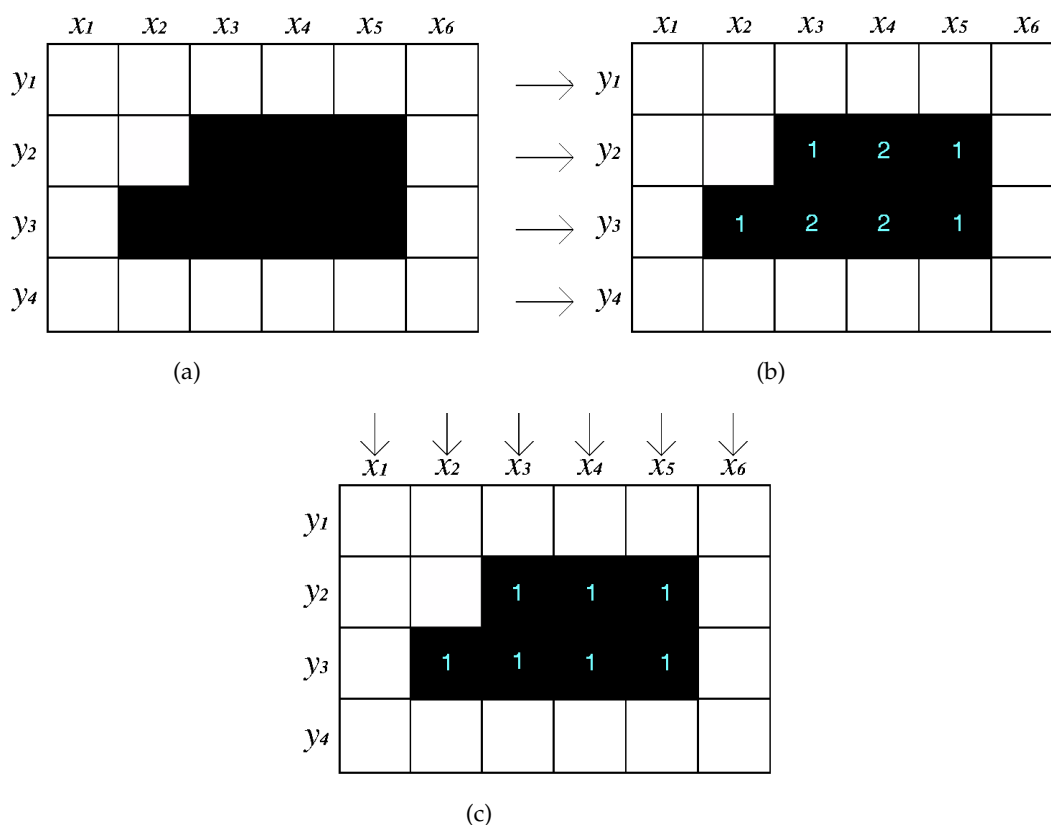 x1 x2 x3 x4 x5 x6
y1
y2
y3
y4
(a)
x1 x2 x3 x4 x5 x6
y1
y2 1 2 1
y3 1 2 2 1
y4
(b)
x1 x2 x3 x4 x5 x6
y1
y2 1 1 1
y3 1 1 1 1
y4
(c)